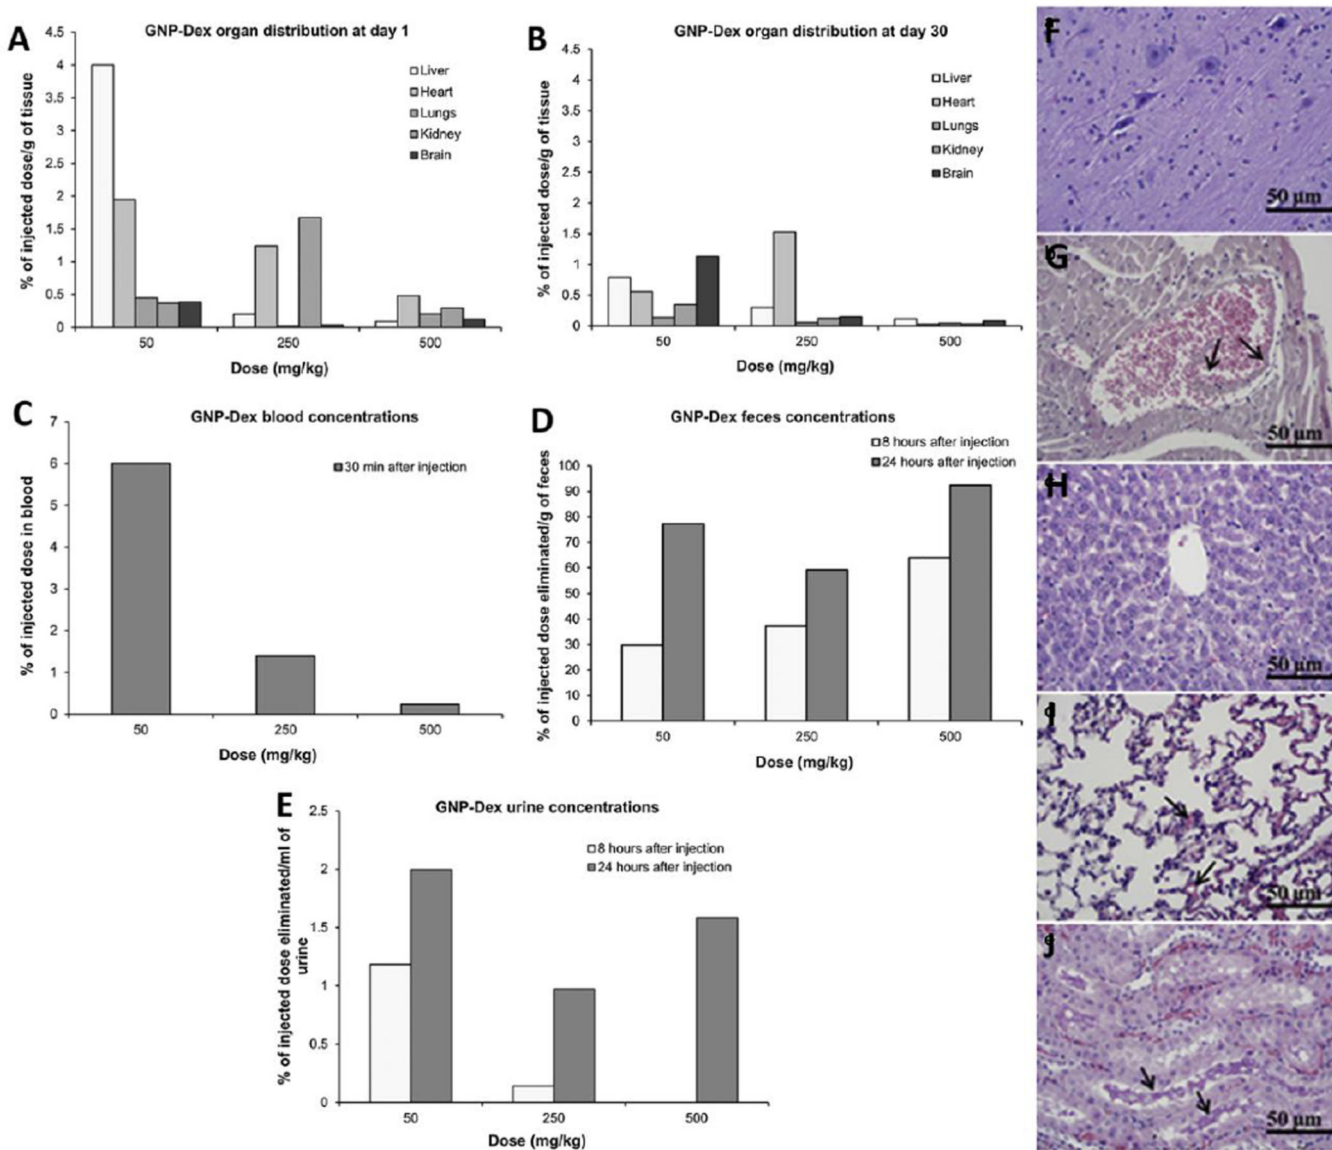 A
GNP-Dex organ distribution at day 1
4.5
4
3.5
3
2.5
2
1.5
1
0.5
0
% of injected dose/g of tissue
Liver
Heart
Lungs
Kidney
Brain
50 250 500
Dose (mg/kg)
B
GNP-Dex organ distribution at day 30
4.5
4
3.5
3
2.5
2
1.5
1
0.5
0
% of injected dose/g of tissue
Liver
Heart
Lungs
Kidney
Brain
50 250 500
Dose (mg/kg)
C
GNP-Dex blood concentrations
7
6
5
4
3
2
1
0
% of injected dose in blood
30 min after injection
50 250 500
Dose (mg/kg)
D
GNP-Dex feces concentrations
8 hours after injection
24 hours after injection
100
90
80
70
60
50
40
30
20
10
0
% of injected dose eliminated/g of feces
50 250 500
Dose (mg/kg)
E
GNP-Dex urine concentrations
2.5
2
1.5
1
0.5
0
% of injected dose eliminated/ml of
urine
8 hours after injection
24 hours after injection
50 250 500
Dose (mg/kg)
F
50 µm
G
50 µm
H
50 µm
I
50 µm
J
50 µm